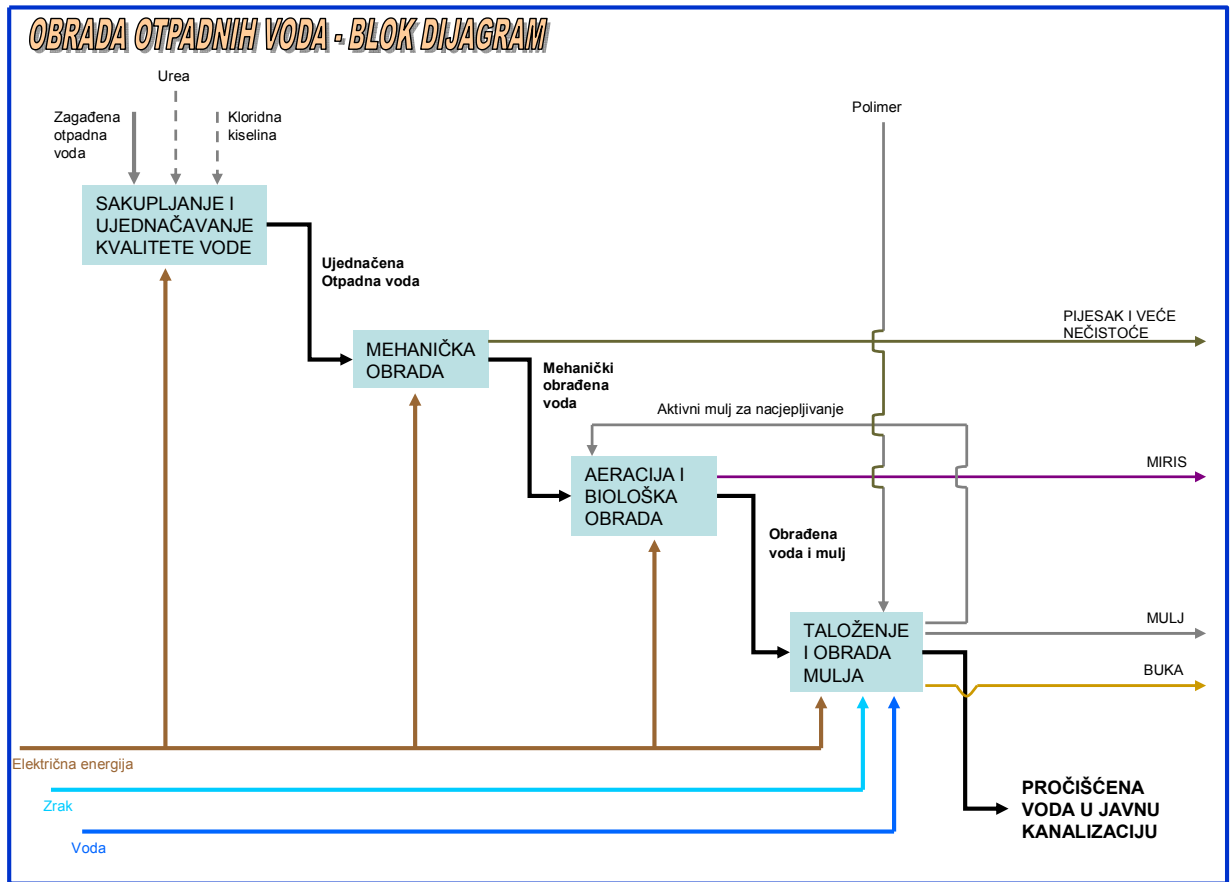 OBRADA OTPADNIH VODA - BLOK DIJAGRAM
Urea
Zagađena
otpadna
voda
Kloridna
kiselina
Polimer
SAKUPLJANJE I
UJEDNAČAVANJE
KVALITETE VODE
Ujednačena
Otpadna voda
PIJESAK I VEĆE
NEČISTOĆE
MEHANIČKA
OBRADA
Mehanički
obrađena
voda
Aktivni mulj za nacjepljivanje
MIRIS
AERACIJA I
BIOLOŠKA
OBRADA
Obrađena
voda i mulj
TALOŽENJE
I OBRADA
MULJA
MULJ
BUKA
Električna energija
Zrak
Voda
PROČIŠĆENA
VODA U JAVNU
KANALIZACIJU